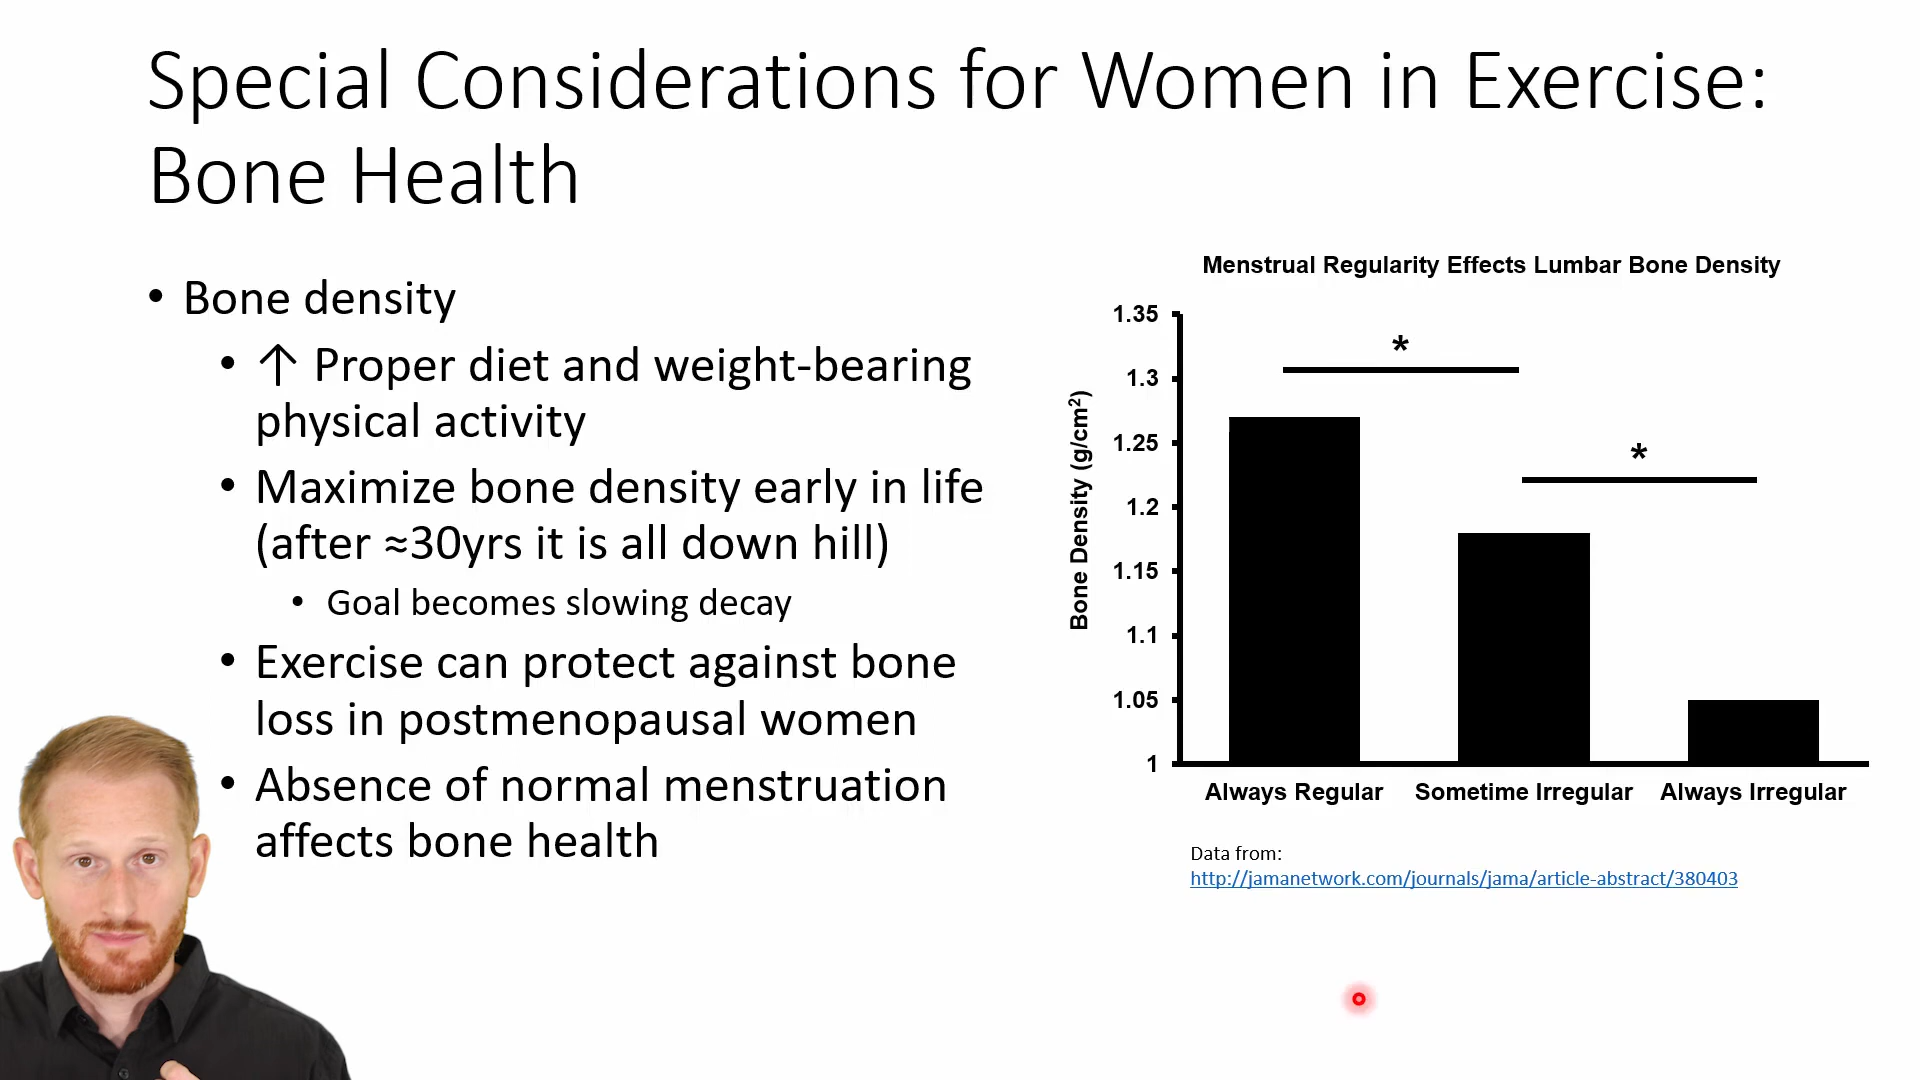 Special Considerations for Women in Exercise:
Bone Health
• Bone density
• ↑ Proper diet and weight-bearing
physical activity
• Maximize bone density early in life
(after ≈30yrs it is all down hill)
• Goal becomes slowing decay
• Exercise can protect against bone
loss in postmenopausal women
• Absence of normal menstruation
affects bone health
Menstrual Regularity Effects Lumbar Bone Density
Bone Density (g/cm²)
1.35
1.3
1.25
1.2
1.15
1.1
1.05
1
*
*
Always Regular
Sometime Irregular
Always Irregular
Data from:
http://jamanetwork.com/journals/jama/article-abstract/380403